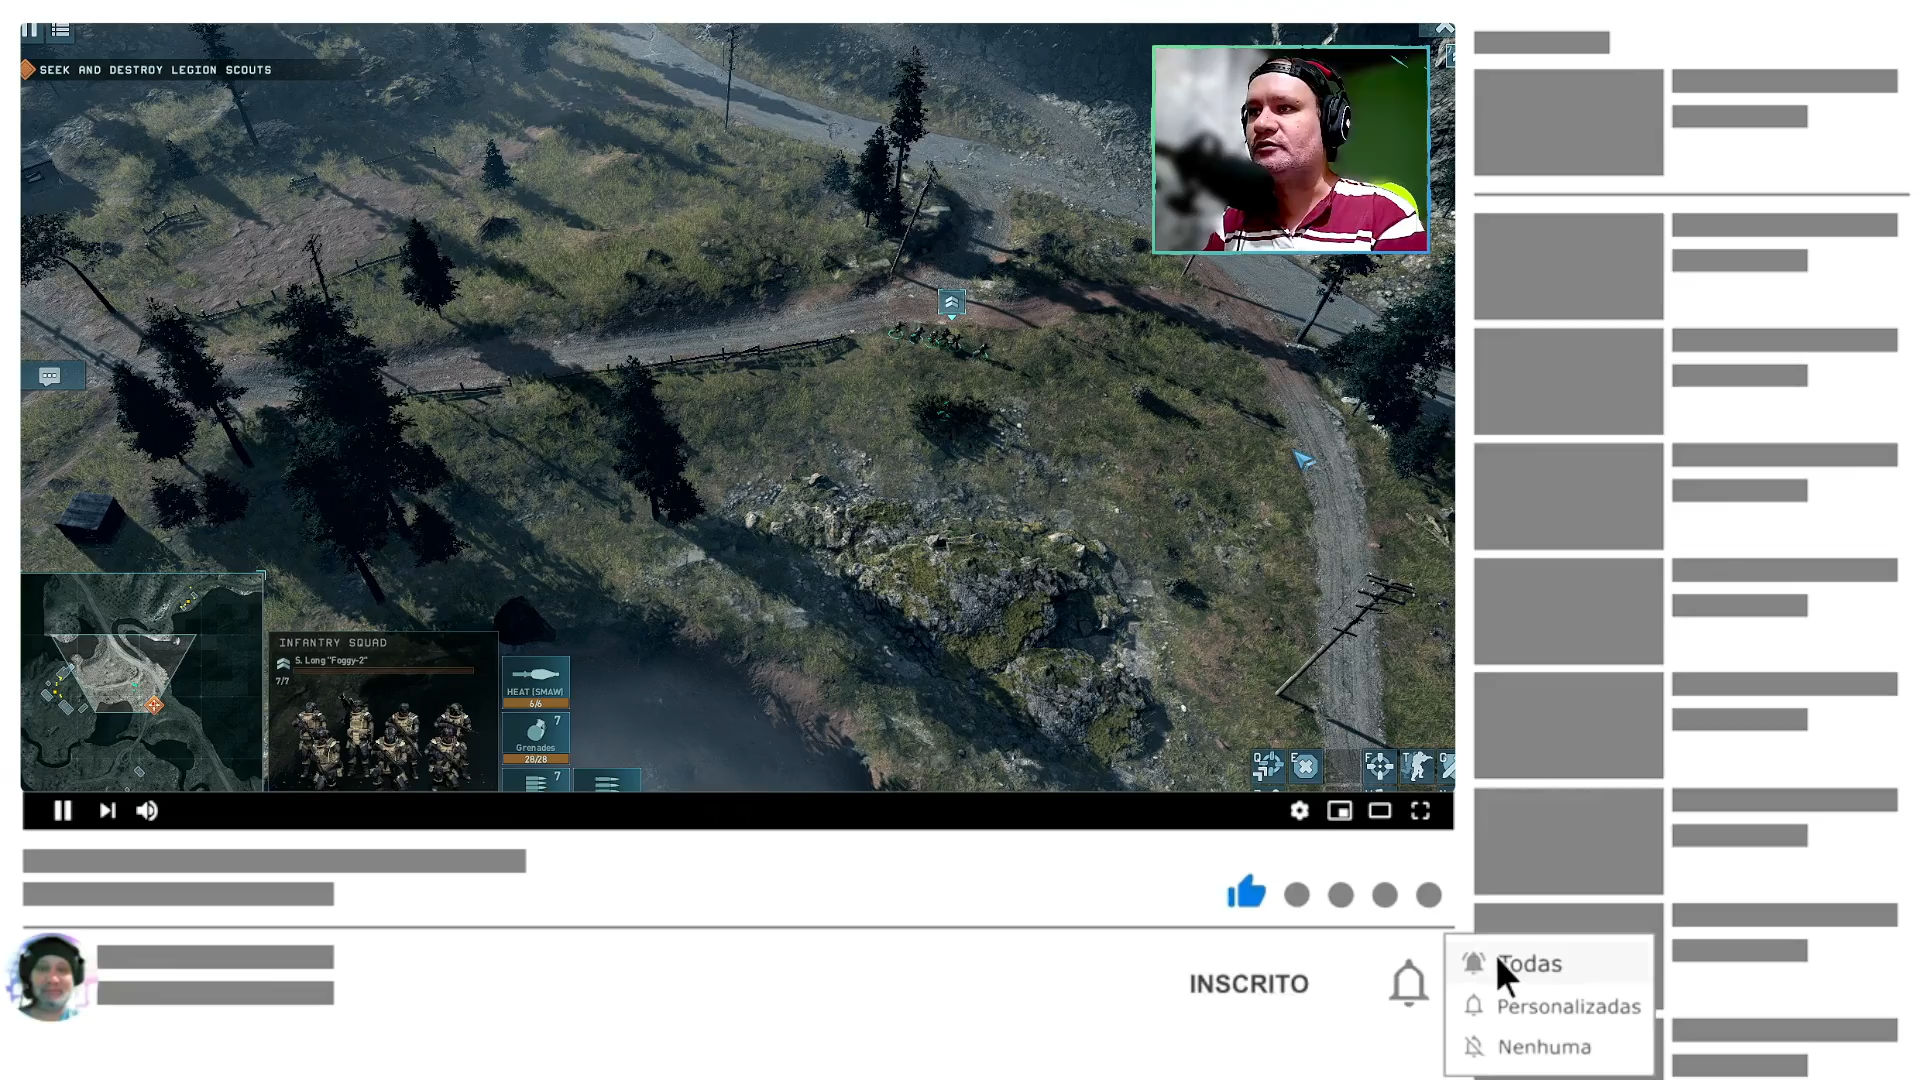 SEEK AND DESTROY LEGION SCOUTS
INFANTRY SQUAD
S. Long "Foggy-2"
7/7
HEAT (SMAW)
6/6
7
Grenades
28/28
7
Q
E
F
T
G
INSCRITO
Todas
Personalizadas
Nenhuma